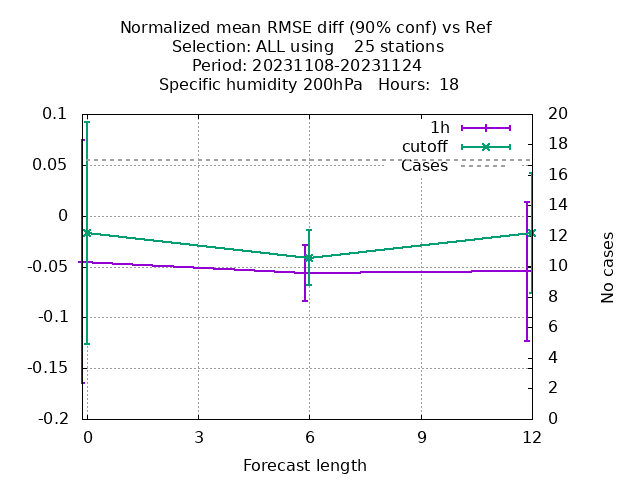 Normalized mean RMSE diff (90% conf) vs Ref
Selection: ALL using    25 stations
Period: 20231108-20231124
Specific humidity 200hPa   Hours:  18
0.1
0.05
0
-0.05
-0.1
-0.15
-0.2
1h
cutoff
Cases
20
18
16
14
12
10
8
6
4
2
0
No cases
0
3
6
9
12
Forecast length